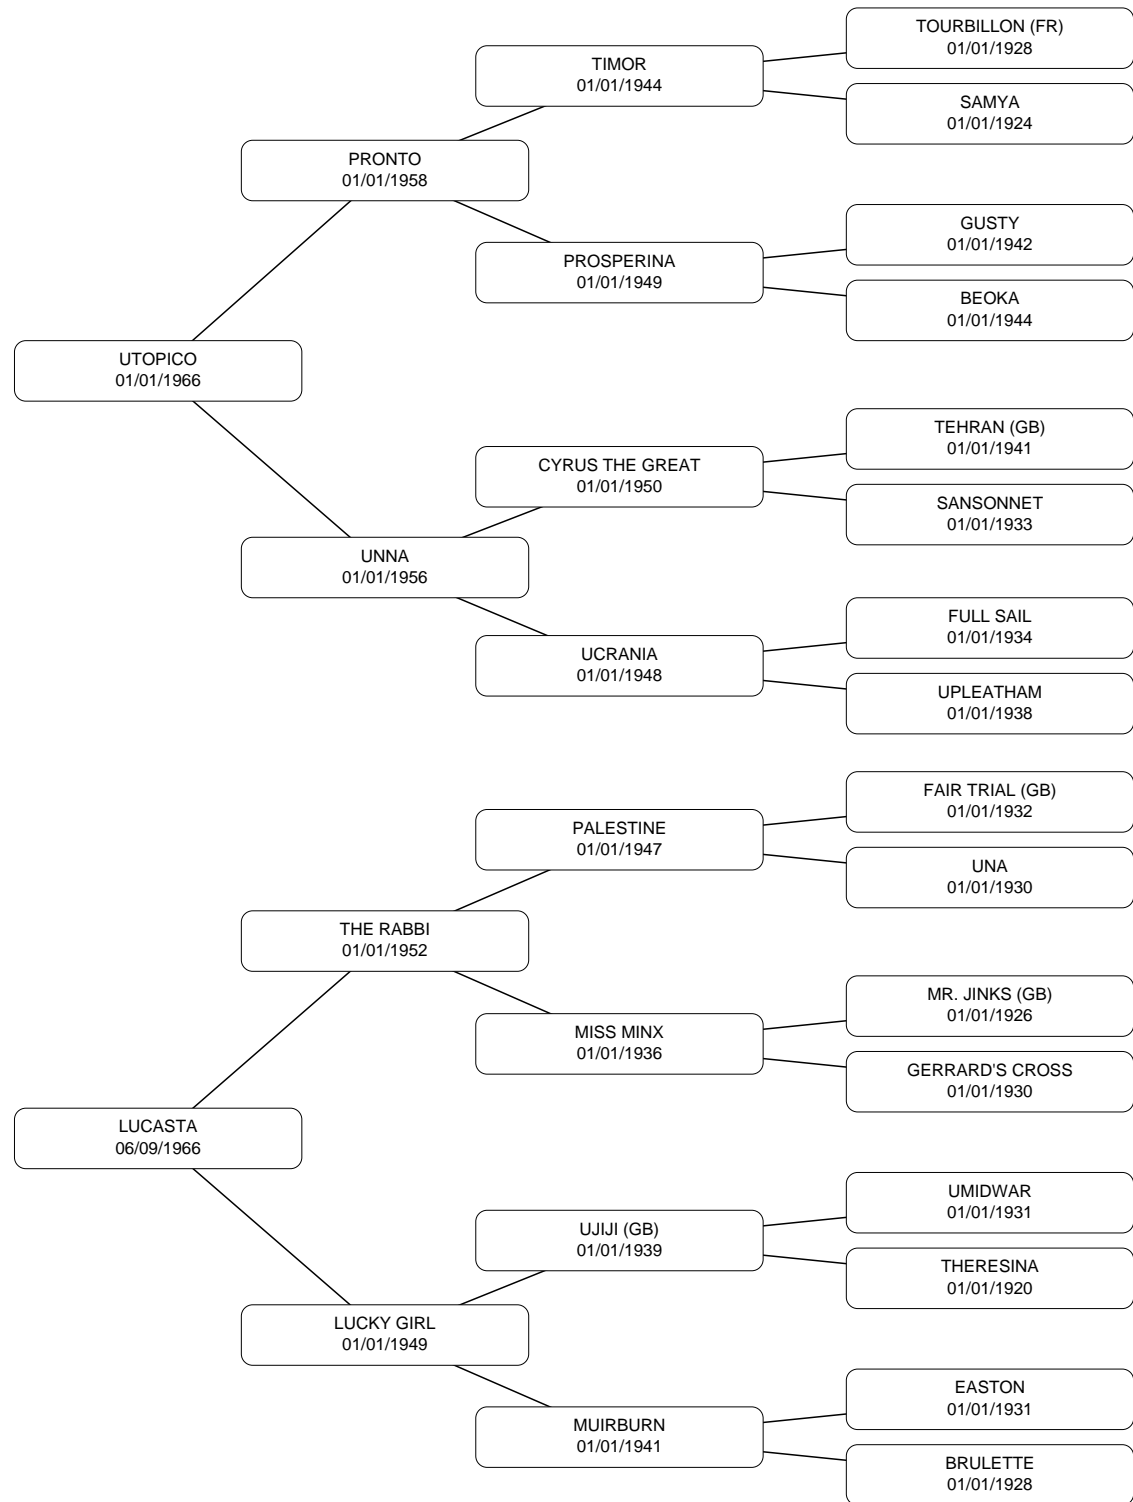 TOURBILLON (FR)
01/01/1928
TIMOR
01/01/1944
SAMYA
01/01/1924
PRONTO
01/01/1958
GUSTY
01/01/1942
PROSPERINA
01/01/1949
BEOKA
01/01/1944
UTOPICO
01/01/1966
TEHRAN (GB)
01/01/1941
CYRUS THE GREAT
01/01/1950
SANSONNET
01/01/1933
UNNA
01/01/1956
FULL SAIL
01/01/1934
UCRANIA
01/01/1948
UPLEATHAM
01/01/1938
FAIR TRIAL (GB)
01/01/1932
PALESTINE
01/01/1947
UNA
01/01/1930
THE RABBI
01/01/1952
MR. JINKS (GB)
01/01/1926
MISS MINX
01/01/1936
GERRARD'S CROSS
01/01/1930
LUCASTA
06/09/1966
UMIDWAR
01/01/1931
UJIJI (GB)
01/01/1939
THERESINA
01/01/1920
LUCKY GIRL
01/01/1949
EASTON
01/01/1931
MUIRBURN
01/01/1941
BRULETTE
01/01/1928